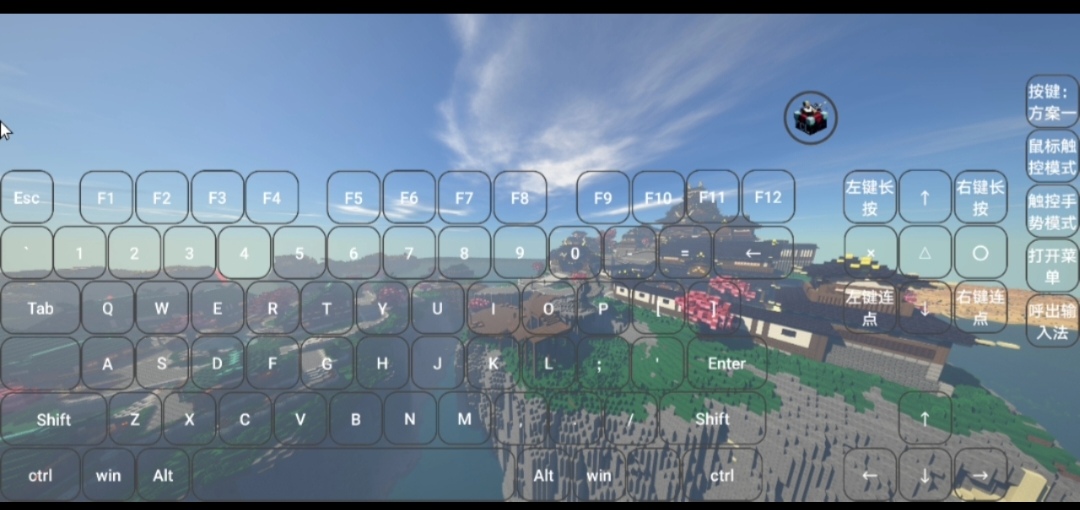 按键：
方案一
鼠标触
控模式
触控手
势模式
打开菜
单
呼出输
入法
Esc F1 F2 F3 F4 F5 F6 F7 F8 F9 F10 F11 F12 左键长按 ↑ 右键长按
` 1 2 3 4 5 6 7 8 9 0 = ← × △ ○
Tab Q W E R T Y U I O P [ ] 左键连点 ↓ 右键连点
A S D F G H J K L ; ' Enter
Shift Z X C V B N M , / Shift ↑
ctrl win Alt Alt win ctrl ← ↓ →